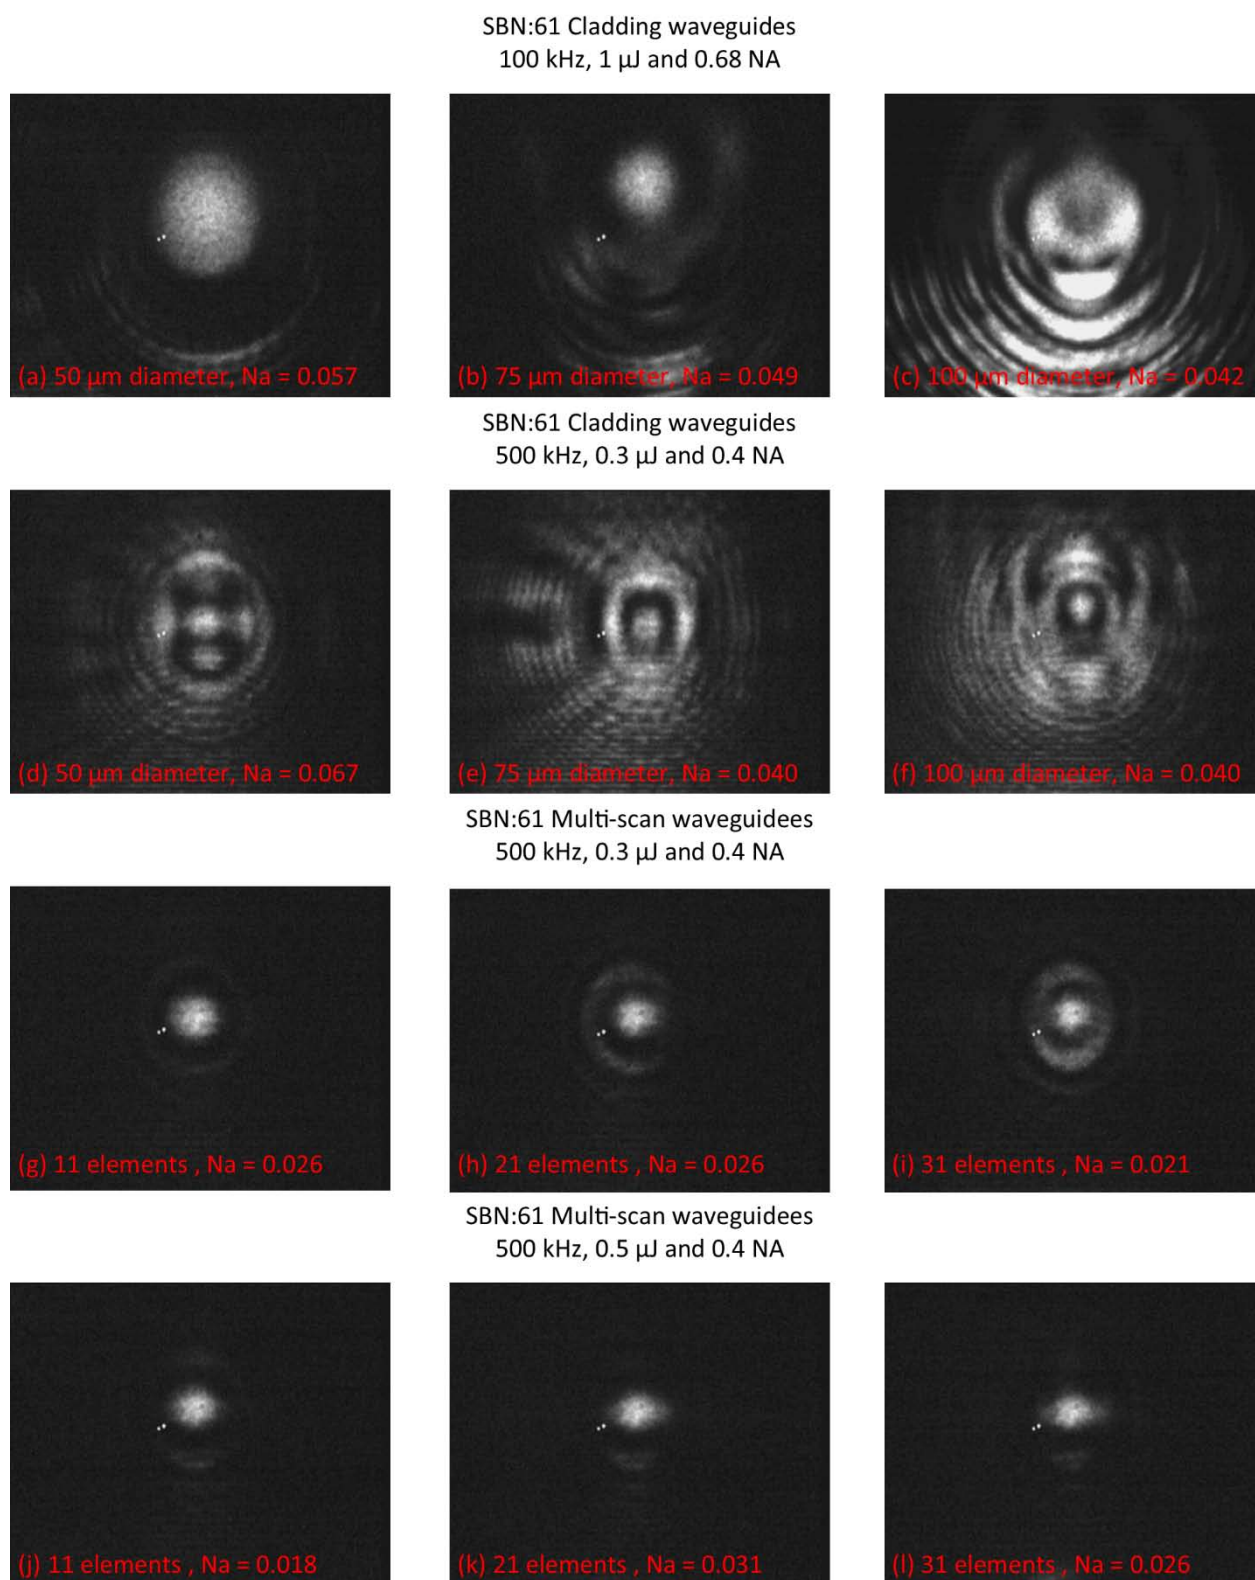 SBN:61 Cladding waveguides
100 kHz, 1 µJ and 0.68 NA
(a) 50 µm diameter, Na = 0.057
(b) 75 µm diameter, Na = 0.049
(c) 100 µm diameter, Na = 0.042
SBN:61 Cladding waveguides
500 kHz, 0.3 µJ and 0.4 NA
(d) 50 µm diameter, Na = 0.067
(e) 75 µm diameter, Na = 0.040
(f) 100 µm diameter, Na = 0.040
SBN:61 Multi-scan waveguidees
500 kHz, 0.3 µJ and 0.4 NA
(g) 11 elements , Na = 0.026
(h) 21 elements , Na = 0.026
(i) 31 elements , Na = 0.021
SBN:61 Multi-scan waveguidees
500 kHz, 0.5 µJ and 0.4 NA
(j) 11 elements , Na = 0.018
(k) 21 elements , Na = 0.031
(l) 31 elements , Na = 0.026